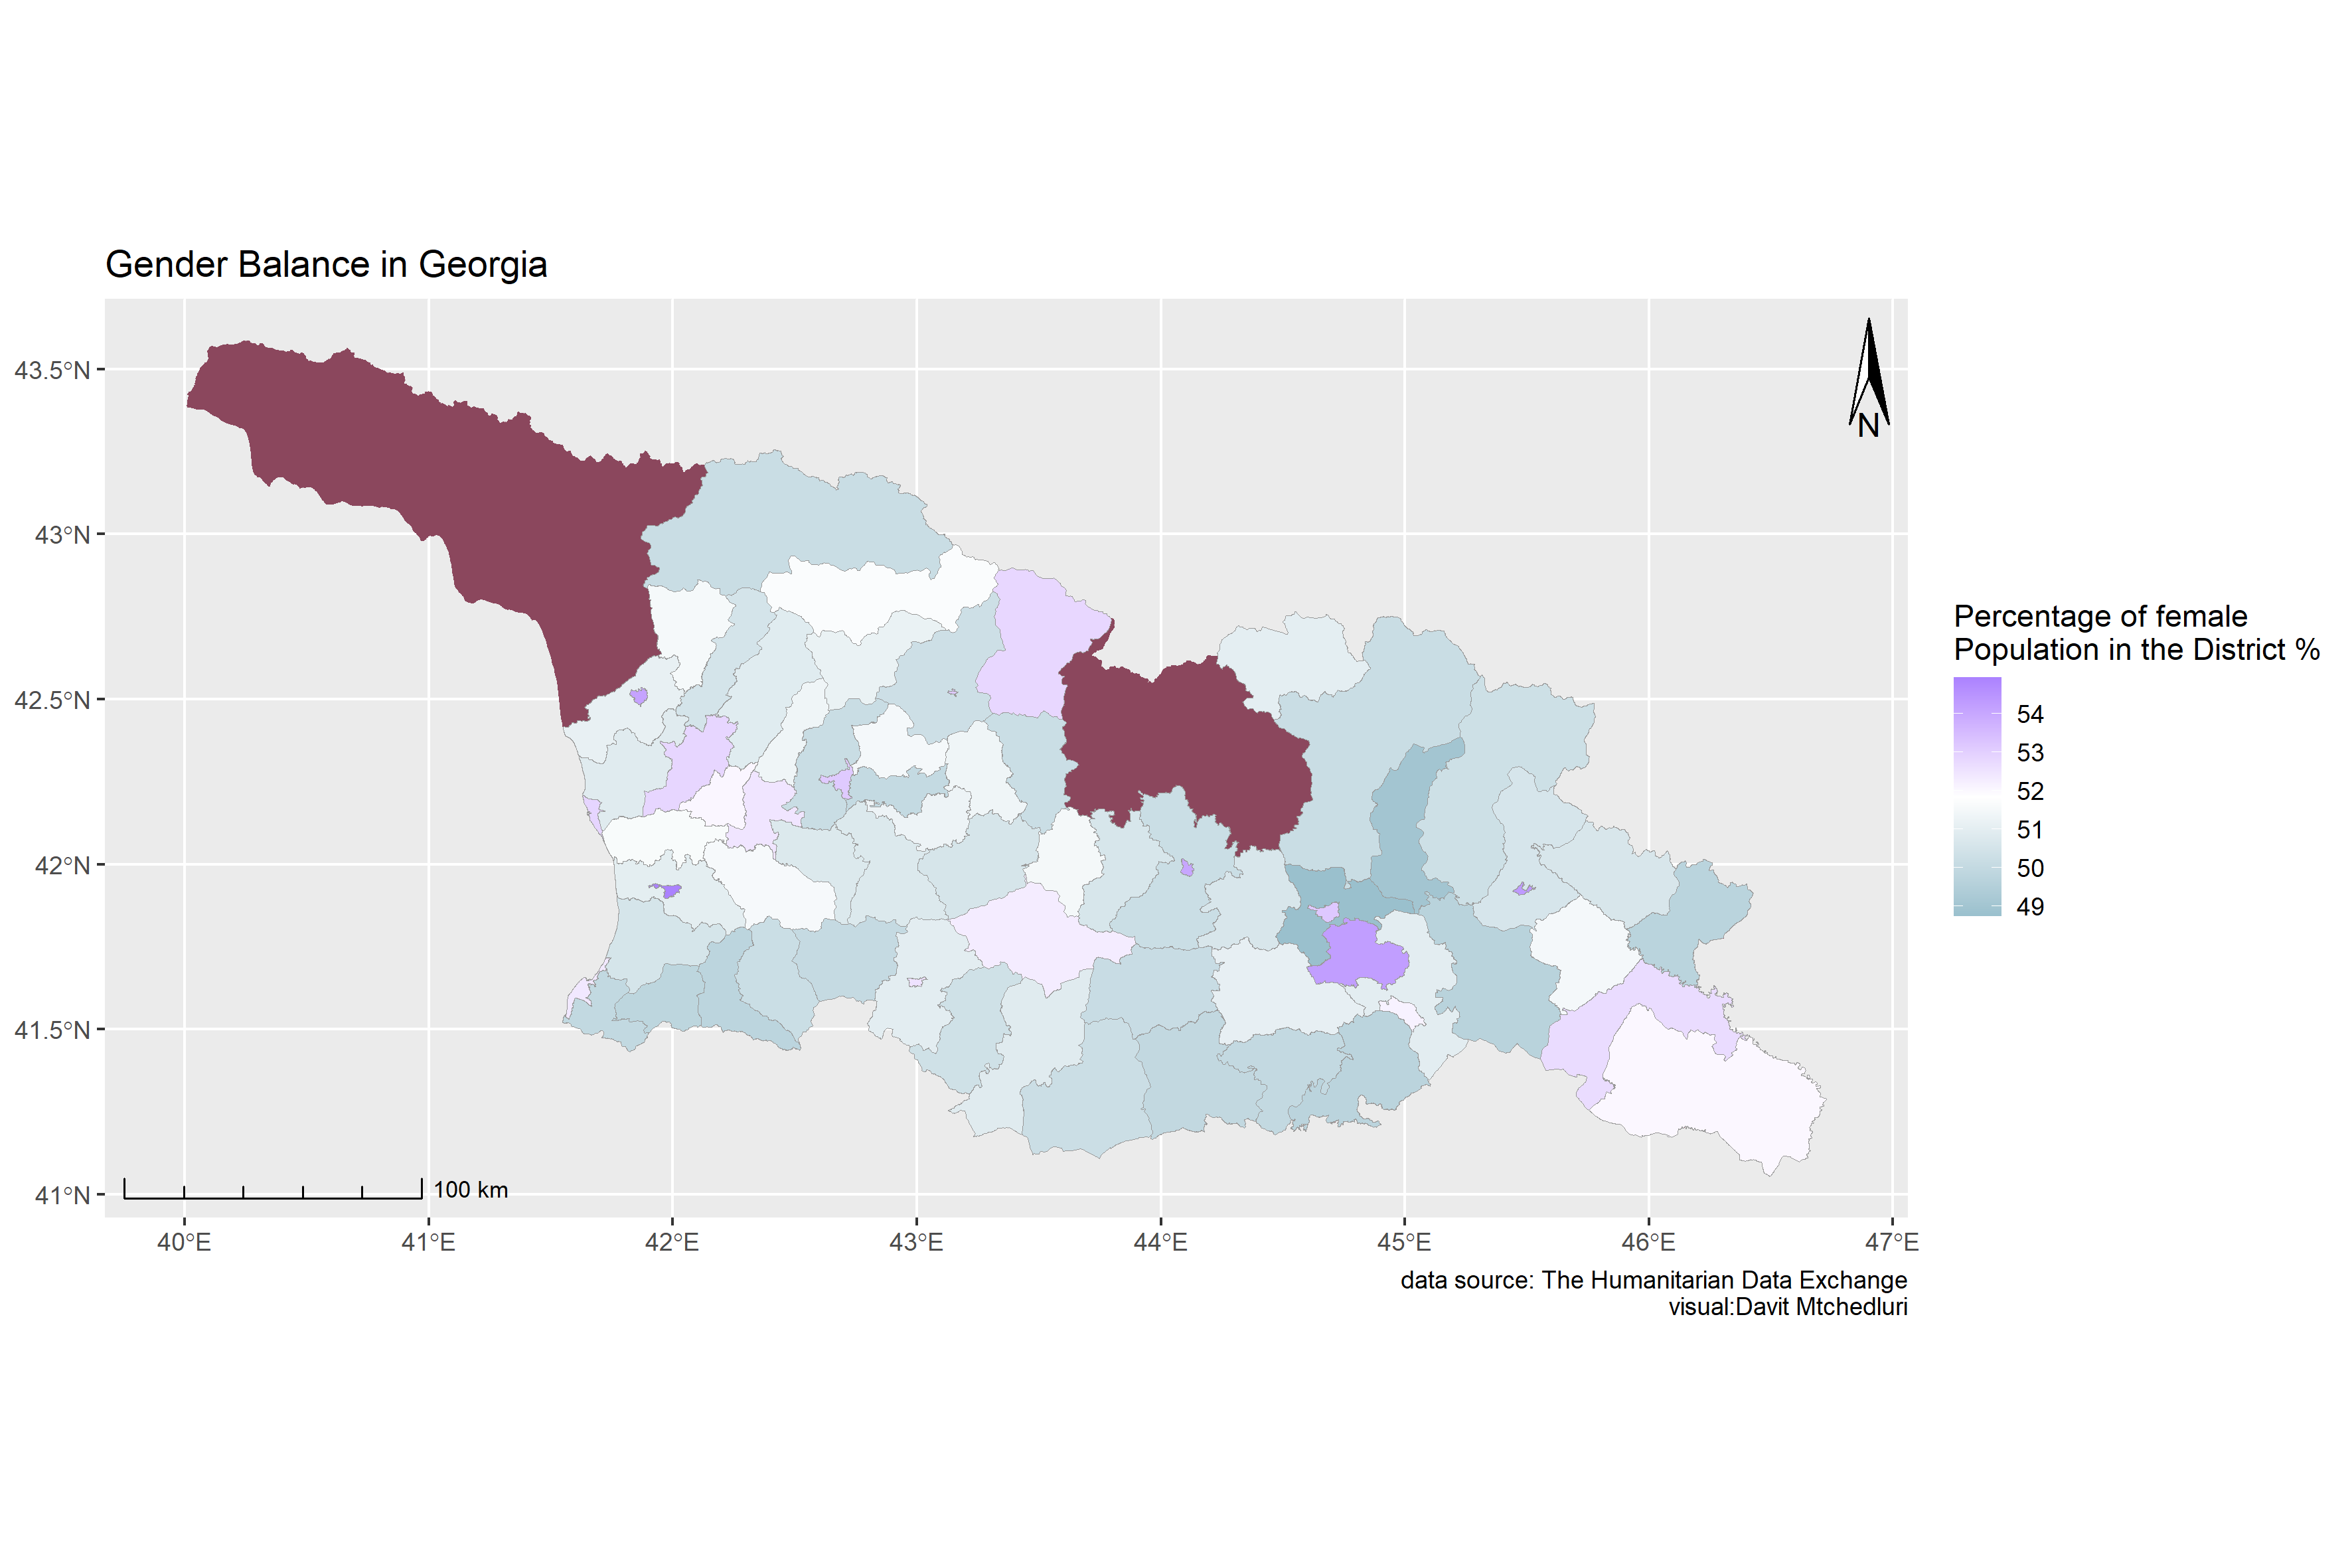 Gender Balance in Georgia
43.5°N
43°N
42.5°N
42°N
41.5°N
41°N
N
100 km
40°E 41°E 42°E 43°E 44°E 45°E 46°E 47°E
data source: The Humanitarian Data Exchange
visual:Davit Mtchedluri
Percentage of female
Population in the District %
54
53
52
51
50
49